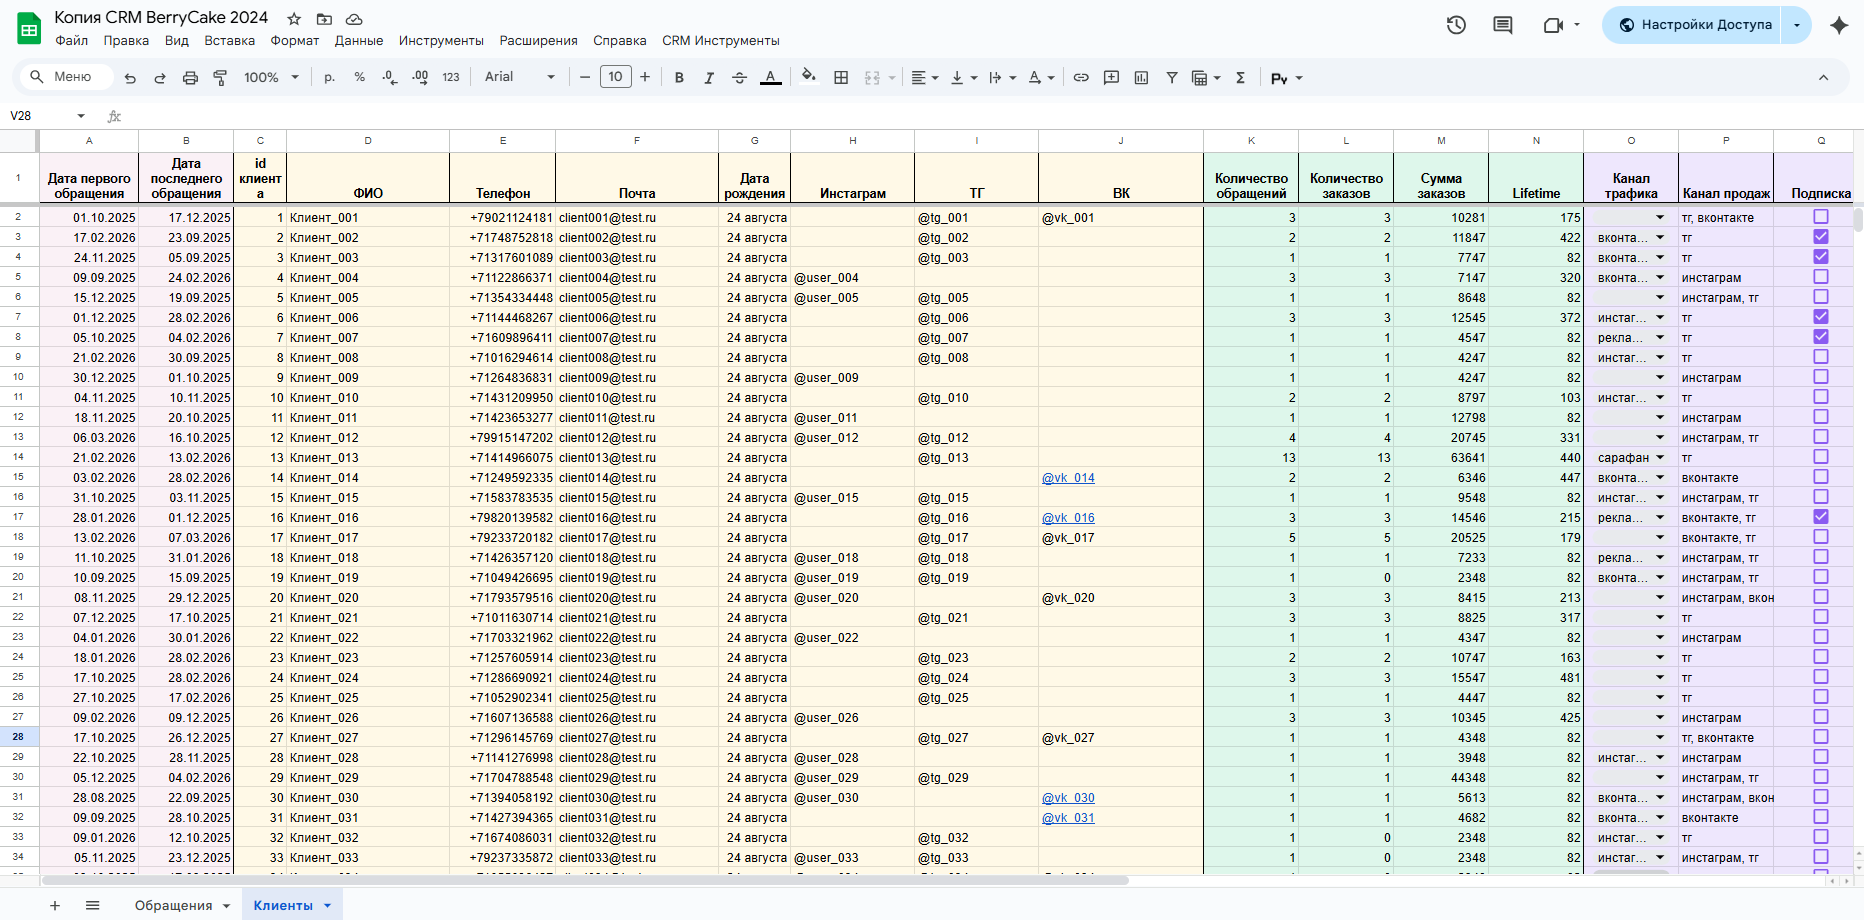 Копия CRM BerryCake 2024
Файл Правка Вид Вставка Формат Данные Инструменты Расширения Справка CRM Инструменты
Настройки Доступа
Меню 100% р. % .0 .00 123 Arial 10
V28
A B C D E F G H I J K L M N O P Q
1 Дата первого обращения Дата последнего обращения id клиента ФИО Телефон Почта Дата рождения Инстаграм ТГ ВК Количество обращений Количество заказов Сумма заказов Lifetime Канал трафика Канал продаж Подписка
2 01.10.2025 17.12.2025 1 Клиент_001 +79021124181 client001@test.ru 24 августа @tg_001 @vk_001 3 3 10281 175 тг, вконтакте
3 17.02.2026 23.09.2025 2 Клиент_002 +71748752818 client002@test.ru 24 августа @tg_002 2 2 11847 422 вконта... тг
4 24.11.2025 05.09.2025 3 Клиент_003 +71317601089 client003@test.ru 24 августа @tg_003 1 1 7747 82 вконта... тг
5 09.09.2025 24.02.2026 4 Клиент_004 +71122866371 client004@test.ru 24 августа @user_004 3 3 7147 320 вконта... инстаграм
6 15.12.2025 19.09.2025 5 Клиент_005 +71354334448 client005@test.ru 24 августа @user_005 @tg_005 1 1 8648 82 инстаграм, тг
7 01.12.2025 28.02.2026 6 Клиент_006 +71144468267 client006@test.ru 24 августа @tg_006 3 3 12545 372 инстаг... тг
8 05.10.2025 04.02.2026 7 Клиент_007 +71609896411 client007@test.ru 24 августа @tg_007 1 1 4547 82 рекла... тг
9 21.02.2026 30.09.2025 8 Клиент_008 +71016294614 client008@test.ru 24 августа @tg_008 1 1 4247 82 инстаг... тг
10 30.12.2025 01.10.2025 9 Клиент_009 +71264836831 client009@test.ru 24 августа @user_009 1 1 4247 82 инстаграм
11 04.11.2025 10.11.2025 10 Клиент_010 +71431209950 client010@test.ru 24 августа @tg_010 2 2 8797 103 инстаг... тг
12 18.11.2025 20.10.2025 11 Клиент_011 +71423653277 client011@test.ru 24 августа @user_011 1 1 12798 82 инстаграм
13 06.03.2026 16.10.2025 12 Клиент_012 +79915147202 client012@test.ru 24 августа @user_012 @tg_012 4 4 20745 331 инстаграм, тг
14 21.02.2026 13.02.2026 13 Клиент_013 +71414966075 client013@test.ru 24 августа @tg_013 13 13 63641 440 сарафан тг
15 03.02.2026 28.02.2026 14 Клиент_014 +71249592335 client014@test.ru 24 августа @vk_014 2 2 6346 447 вконта... вконтакте
16 31.10.2025 03.11.2025 15 Клиент_015 +71583783535 client015@test.ru 24 августа @user_015 @tg_015 1 1 9548 82 инстаг... инстаграм, тг
17 28.01.2026 01.12.2025 16 Клиент_016 +79820139582 client016@test.ru 24 августа @tg_016 @vk_016 3 3 14546 215 рекла... вконтакте, тг
18 13.02.2026 07.03.2026 17 Клиент_017 +79233720182 client017@test.ru 24 августа @tg_017 @vk_017 5 5 20525 179 вконтакте, тг
19 11.10.2025 31.01.2026 18 Клиент_018 +71426357120 client018@test.ru 24 августа @user_018 @tg_018 1 1 7233 82 рекла... инстаграм, тг
20 10.09.2025 15.09.2025 19 Клиент_019 +71049426695 client019@test.ru 24 августа @user_019 @tg_019 1 0 2348 82 вконта... инстаграм, тг
21 08.11.2025 29.12.2025 20 Клиент_020 +71793579516 client020@test.ru 24 августа @user_020 @vk_020 3 3 8415 213 инстаграм, вкон
22 07.12.2025 17.10.2025 21 Клиент_021 +71011630714 client021@test.ru 24 августа @tg_021 3 3 8825 317 тг
23 04.01.2026 30.01.2026 22 Клиент_022 +71703321962 client022@test.ru 24 августа @user_022 1 1 4347 82 инстаграм
24 18.01.2026 28.02.2026 23 Клиент_023 +71257605914 client023@test.ru 24 августа @tg_023 2 2 10747 163 тг
25 17.10.2025 28.02.2026 24 Клиент_024 +71286690921 client024@test.ru 24 августа @tg_024 3 3 15547 481 тг
26 27.10.2025 17.02.2026 25 Клиент_025 +71052902341 client025@test.ru 24 августа @tg_025 1 1 4447 82 тг
27 09.02.2026 09.12.2025 26 Клиент_026 +71607136588 client026@test.ru 24 августа @user_026 3 3 10345 425 инстаграм
28 17.10.2025 26.12.2025 27 Клиент_027 +71296145769 client027@test.ru 24 августа @tg_027 @vk_027 1 1 4348 82 тг, вконтакте
29 22.10.2025 28.11.2025 28 Клиент_028 +71141276998 client028@test.ru 24 августа @user_028 1 1 3948 82 инстаг... инстаграм
30 05.12.2025 04.02.2026 29 Клиент_029 +71704788548 client029@test.ru 24 августа @user_029 @tg_029 1 1 44348 82 инстаграм, тг
31 28.08.2025 22.09.2025 30 Клиент_030 +71394058192 client030@test.ru 24 августа @user_030 @vk_030 1 1 5613 82 вконта... инстаграм, вкон
32 09.09.2025 28.10.2025 31 Клиент_031 +71427394365 client031@test.ru 24 августа @vk_031 1 1 4682 82 вконта... вконтакте
33 09.01.2026 12.10.2025 32 Клиент_032 +71674086031 client032@test.ru 24 августа @tg_032 1 0 2348 82 инстаг... тг
34 05.11.2025 23.12.2025 33 Клиент_033 +79237335872 client033@test.ru 24 августа @user_033 @tg_033 1 0 2348 82 инстаг... инстаграм, тг
Обращения Клиенты